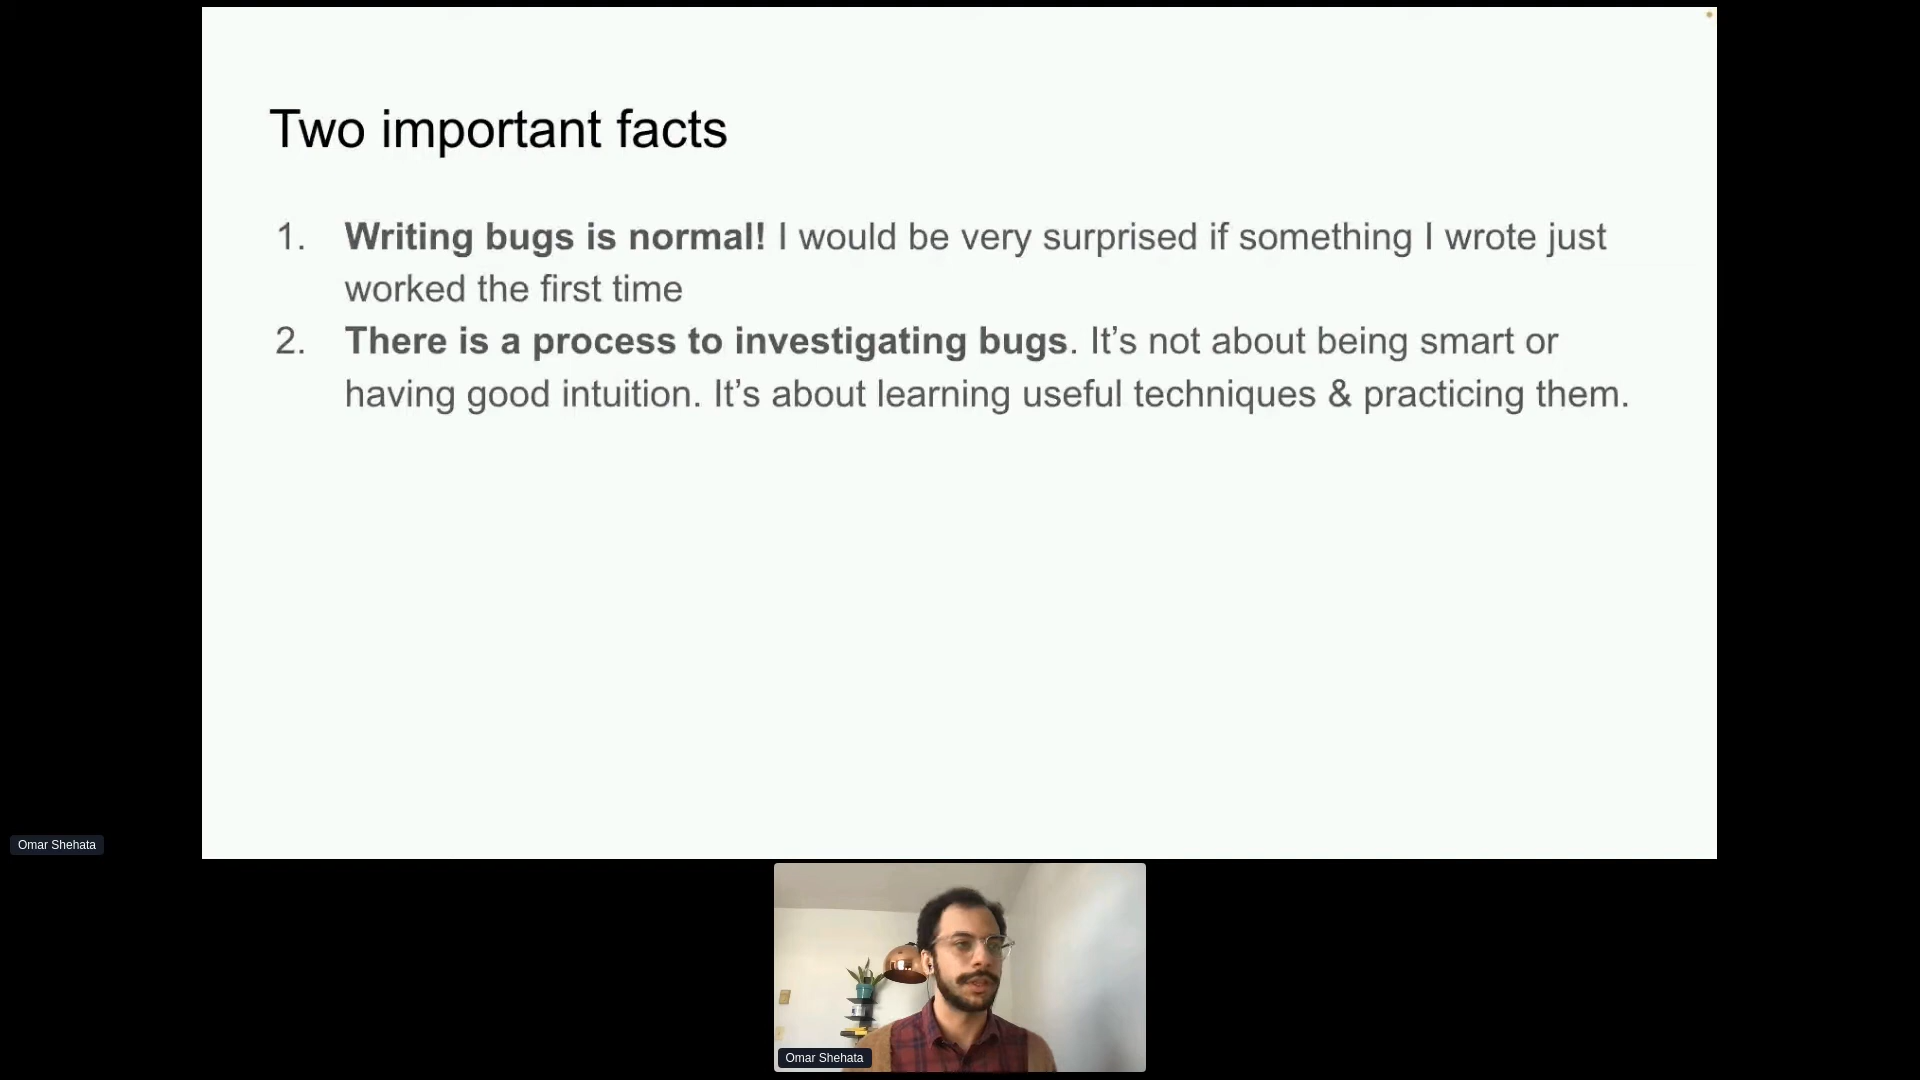 Two important facts
1. Writing bugs is normal! I would be very surprised if something I wrote just
worked the first time
2. There is a process to investigating bugs. It’s not about being smart or
having good intuition. It’s about learning useful techniques & practicing them.
Omar Shehata
Omar Shehata